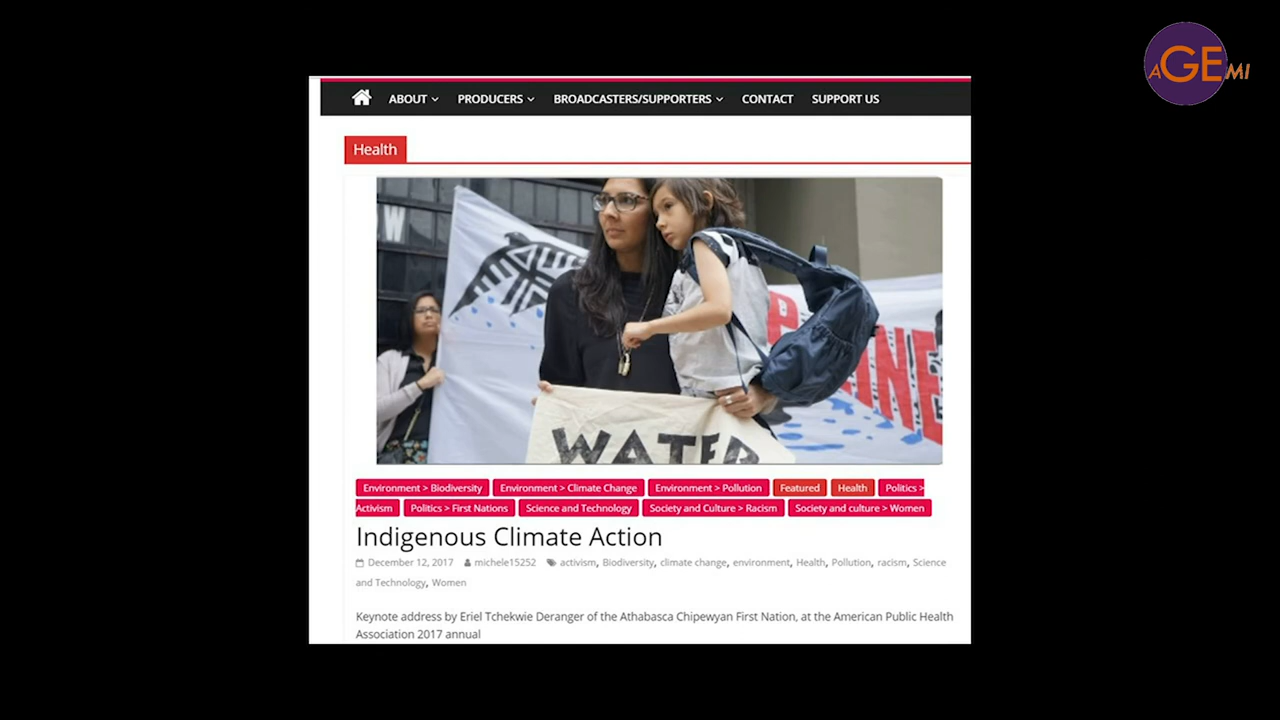 AGEMI
ABOUT PRODUCERS BROADCASTERS/SUPPORTERS CONTACT SUPPORT US
Health
W
WATER
Environment > Biodiversity Environment > Climate Change Environment > Pollution Featured Health Politics >
Activism Politics > First Nations Science and Technology Society and Culture > Racism Society and culture > Women
Indigenous Climate Action
December 12, 2017 michele15252 activism, Biodiversity, climate change, environment, Health, Pollution, racism, Science
and Technology, Women
Keynote address by Eriel Tchekwie Deranger of the Athabasca Chipewyan First Nation, at the American Public Health
Association 2017 annual